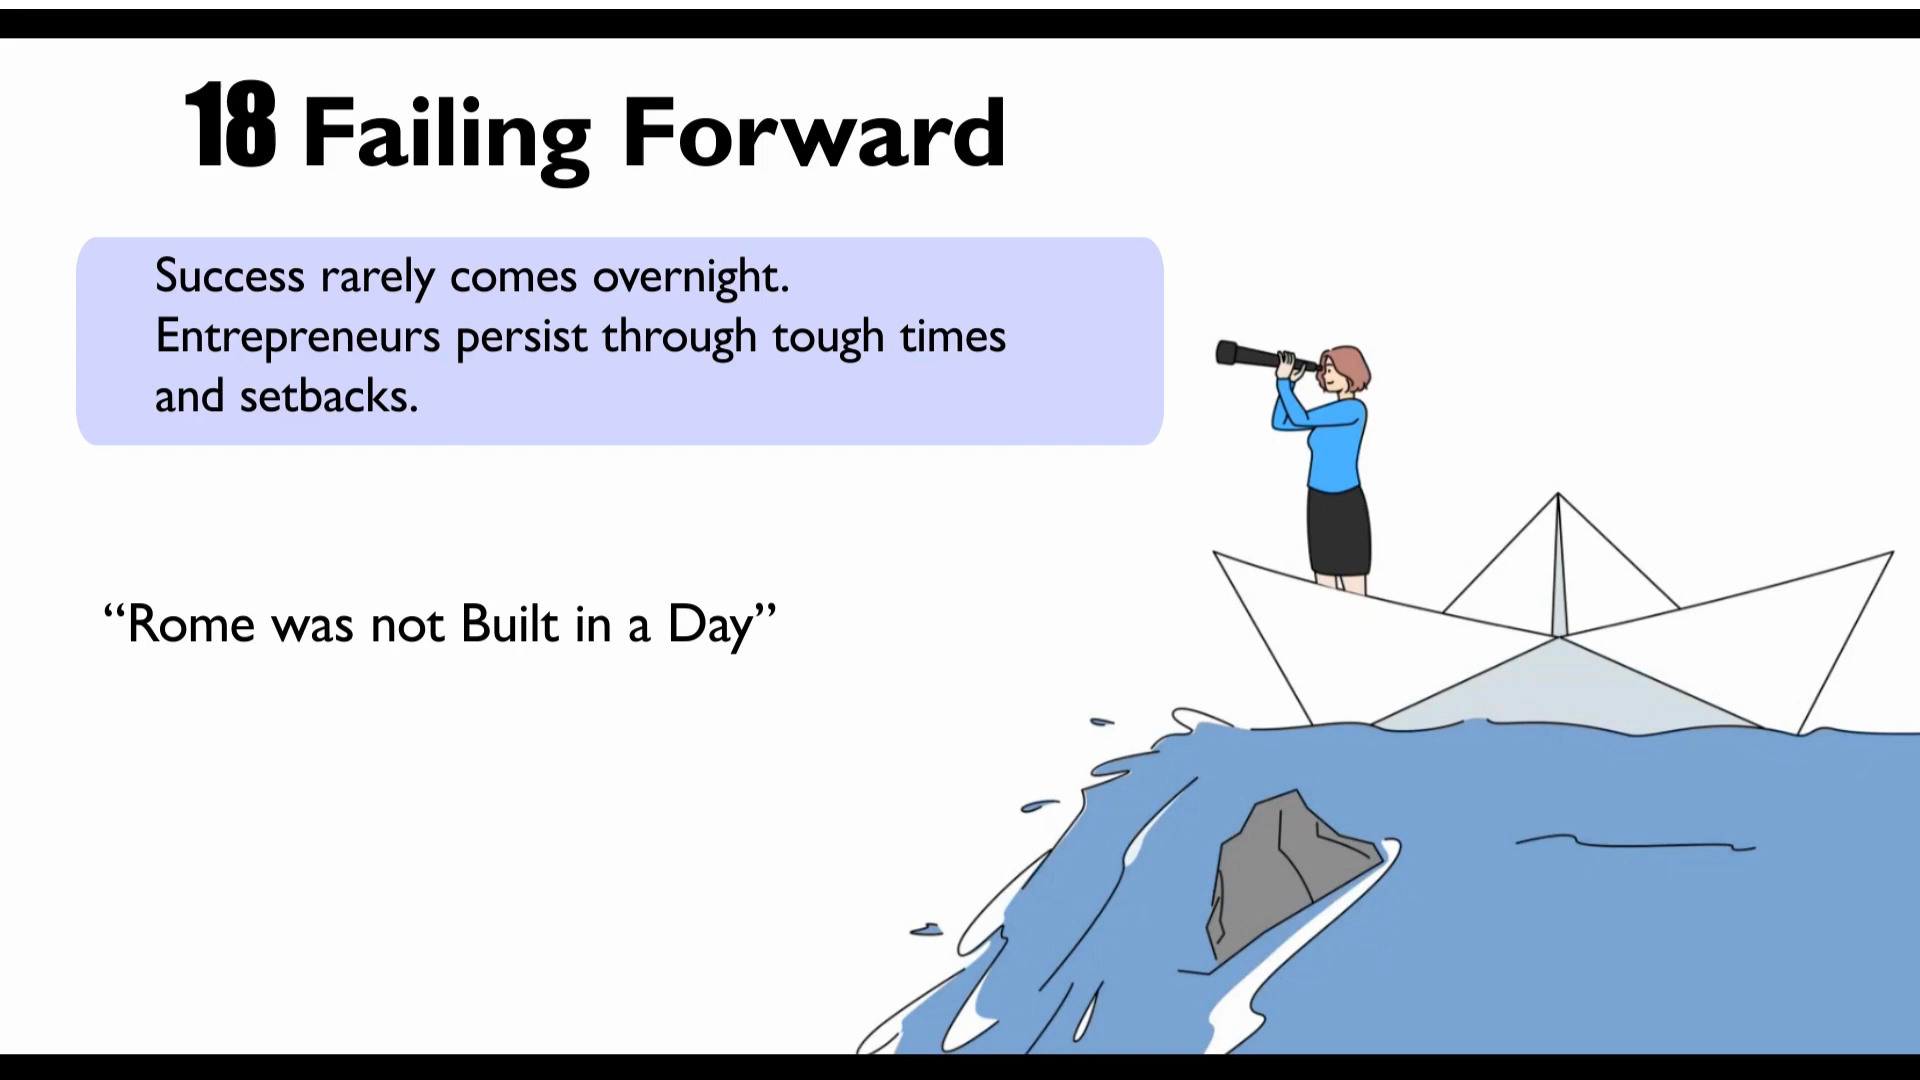 18 Failing Forward
Success rarely comes overnight.
Entrepreneurs persist through tough times
and setbacks.
“Rome was not Built in a Day”